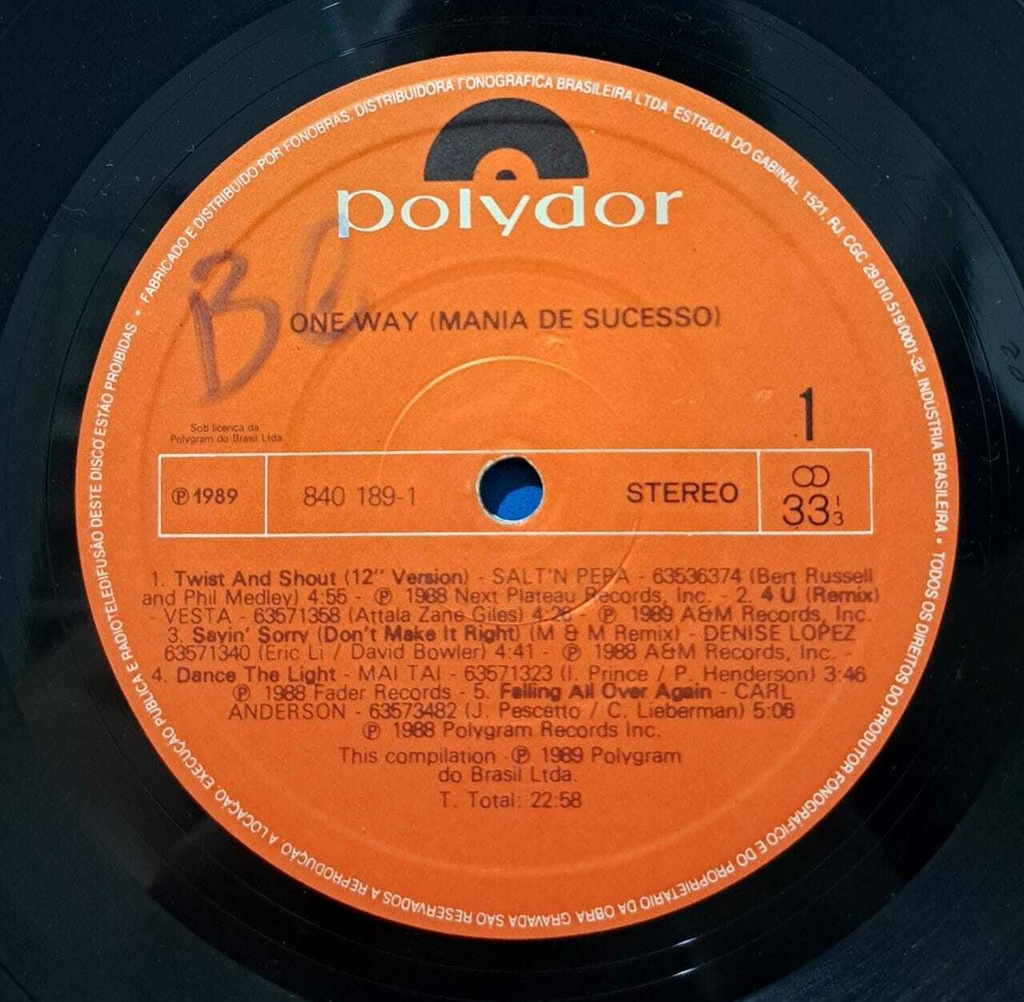 FABRICADO E DISTRIBUIDO POR FONOBRAS. DISTRIBUIDORA FONOGRAFICA BRASILEIRA LTDA. ESTRADA DO GABINAL, 1521, RJ. CGC 29.010.519/0001-32. INDUSTRIA BRASILEIRA • TODOS OS DIREITOS DO PRODUTOR FONOGRÁFICO E DO PROPRIETARIO DA OBRA GRAVADA SAO RESERVADOS A REPRODUÇÃO A LOCAÇÃO, EXECUÇÃO PUBLICA E RADIOTELEDIFUSÃO DESTE DISCO ESTÃO PROIBIDAS •
polydor
B
ONE WAY (MANIA DE SUCESSO)
1
Sob licença da
Polygram do Brasil Ltda
℗ 1989 840 189-1 STEREO 33 1/3
1. Twist And Shout (12" Version) - SALT'N PEPA - 63536374 (Bert Russell
and Phil Medley) 4:55 - ℗ 1988 Next Plateau Records, Inc. - 2. 4 U (Remix)
- VESTA - 63571358 (Attala Zane Giles) 4:26 - ℗ 1989 A&M Records, Inc.
3. Sayin' Sorry (Don't Make It Right) (M & M Remix) - DENISE LOPEZ
63571340 (Eric Li / David Bowler) 4:41 - ℗ 1988 A&M Records, Inc. -
4. Dance The Light - MAI TAI - 63571323 (I. Prince / P. Henderson) 3:46
℗ 1988 Fader Records - 5. Falling All Over Again - CARL
ANDERSON - 63573482 (J. Pescetto / C. Lieberman) 5:06
℗ 1988 Polygram Records Inc.
This compilation - ℗ 1989 Polygram
do Brasil Ltda.
T. Total: 22:58